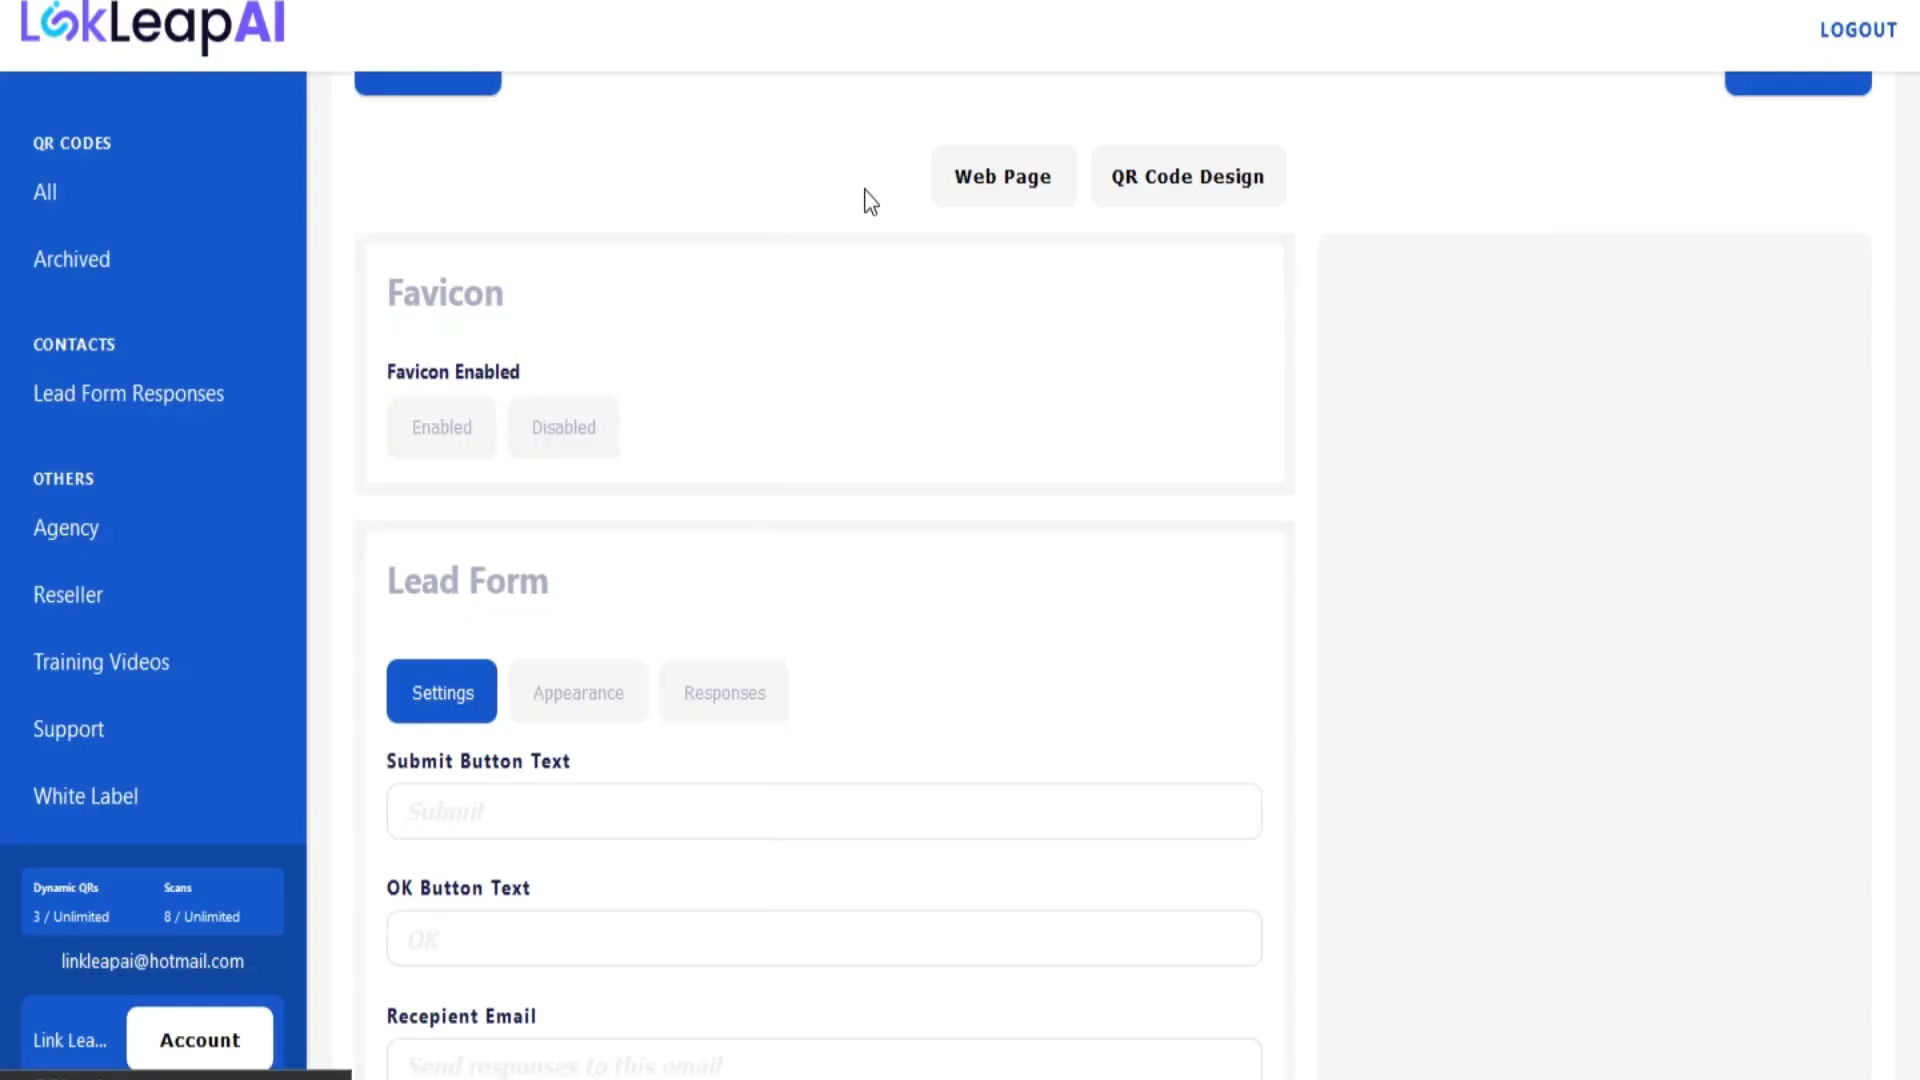 LinkLeapAI
LOGOUT
QR CODES
All
Archived
CONTACTS
Lead Form Responses
OTHERS
Agency
Reseller
Training Videos
Support
White Label
Dynamic QRs
Scans
3 / Unlimited
8 / Unlimited
linkleapai@hotmail.com
Link Lea...
Account
Web Page
QR Code Design
Favicon
Favicon Enabled
Enabled
Disabled
Lead Form
Settings
Appearance
Responses
Submit Button Text
Submit
OK Button Text
OK
Recepient Email
Send responses to this email